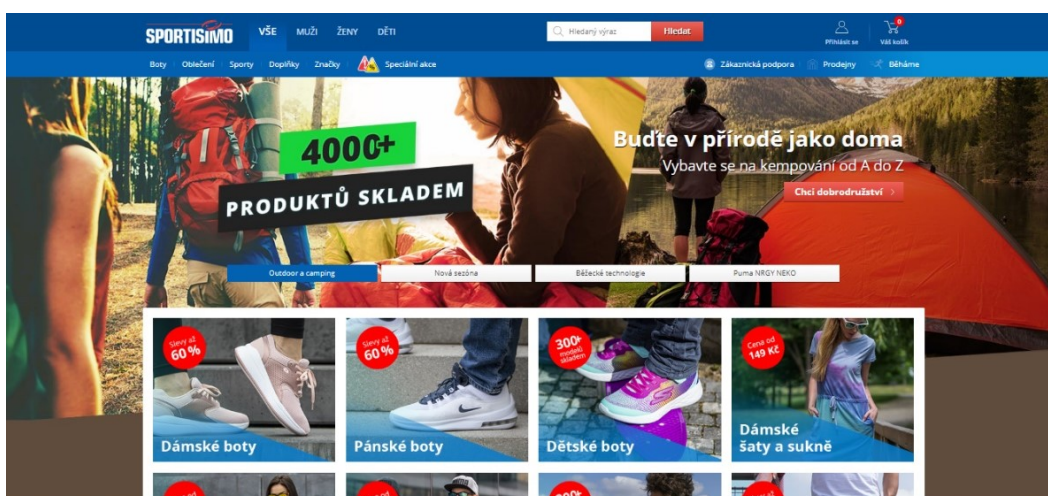 SPORTISIMO
VŠE
MUŽI
ŽENY
DĚTI
Hledaný výraz
Hledat
Přihlásit se
0
Váš košík
Boty
Oblečení
Sporty
Doplňky
Značky
Speciální akce
Zákaznická podpora
Prodejny
Běháme
4000+
PRODUKTŮ SKLADEM
Buďte v přírodě jako doma
Vybavte se na kempování od A do Z
Chci dobrodružství >
Outdoor a camping
Nová sezóna
Běžecké technologie
Puma NRGY NEKO
Slevy až
60 %
Dámské boty
Slevy až
60 %
Pánské boty
300+
modelů
skladem
Dětské boty
Cena od
149 Kč
Dámské
šaty a sukně